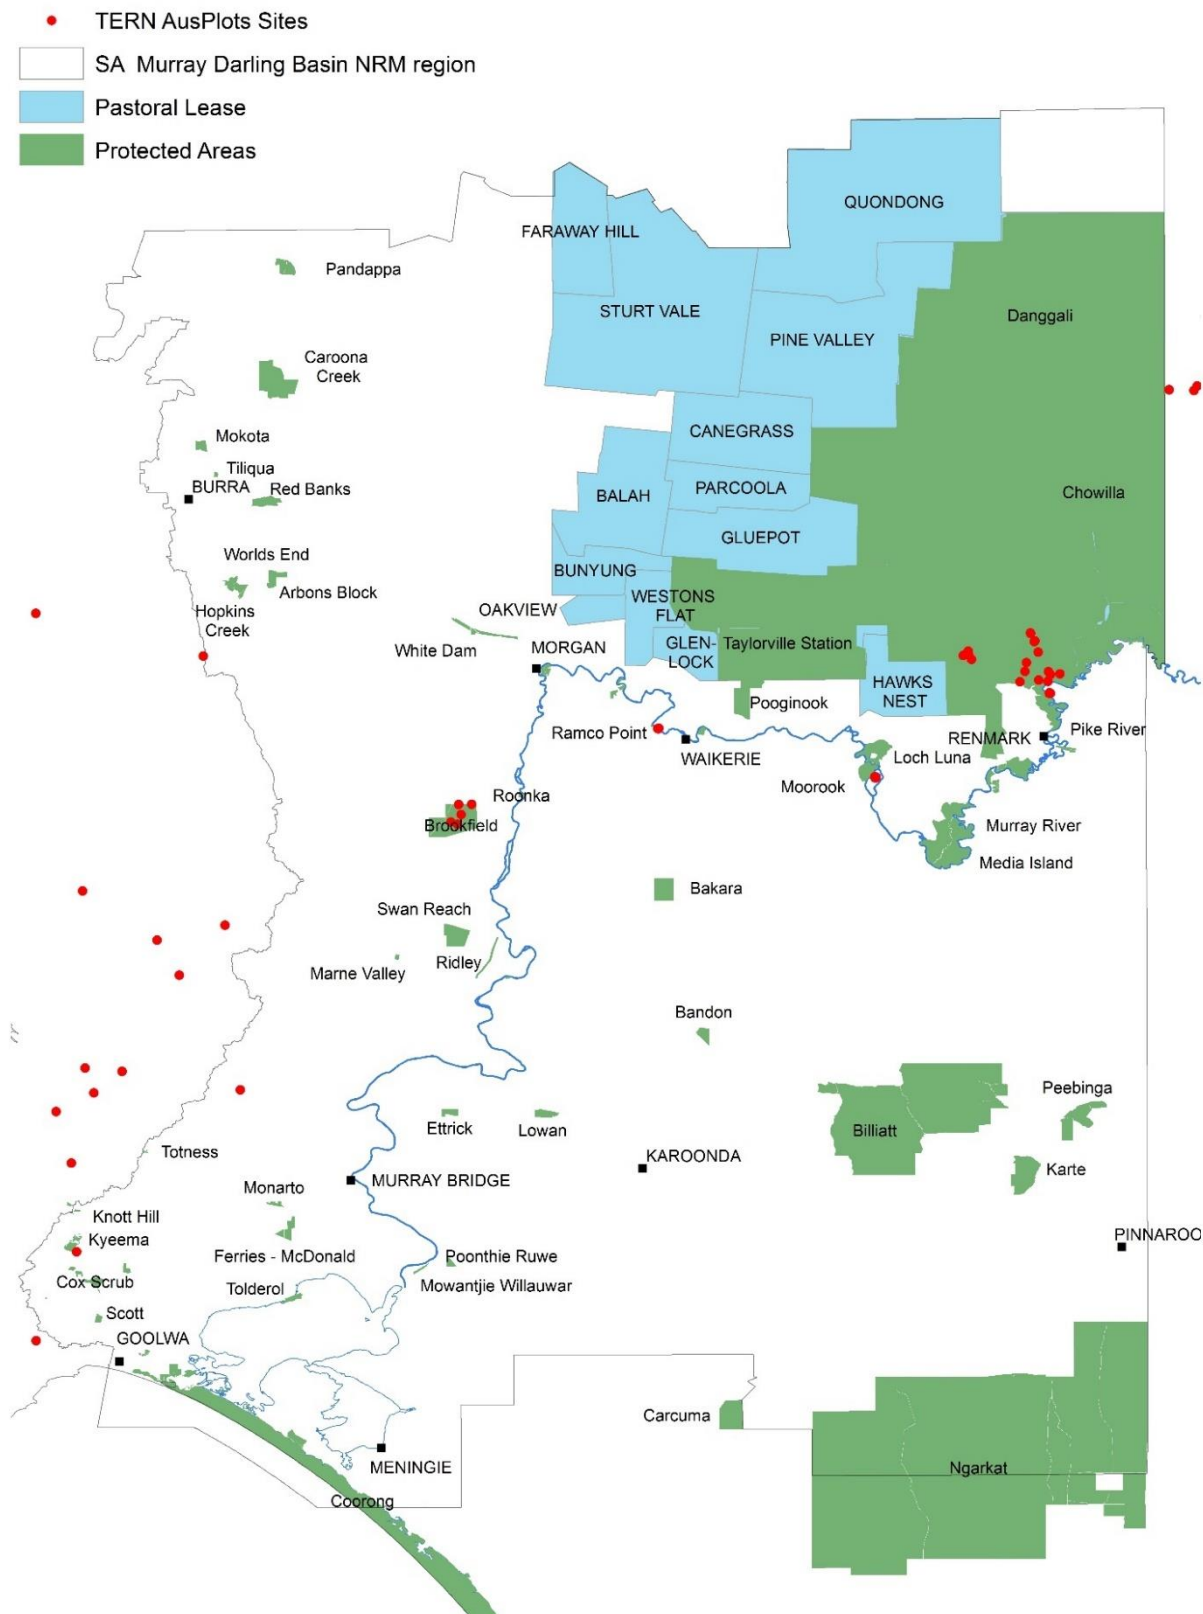 TERN AusPlots Sites
SA Murray Darling Basin NRM region
Pastoral Lease
Protected Areas
QUONDONG
FARAWAY HILL
Pandappa
STURT VALE
Danggali
PINE VALLEY
Caroona
Creek
CANEGRASS
Mokota
Tiliqua
BURRA
Red Banks
BALAH
PARCOOLA
Chowilla
GLUEPOT
Worlds End
BUNYUNG
Arbons Block
WESTONS
FLAT
Hopkins
Creek
OAKVIEW
White Dam
MORGAN
GLEN-
LOCK
Taylorville Station
HAWKS
NEST
Pooginook
Ramco Point
WAIKERIE
RENMARK
Pike River
Loch Luna
Moorook
Roonka
Brookfield
Murray River
Media Island
Bakara
Swan Reach
Ridley
Marne Valley
Bandon
Peebinga
Ettrick
Lowan
Billiatt
Totness
KAROONDA
Karte
MURRAY BRIDGE
Monarto
Knott Hill
Kyeema
PINNAROO
Ferries - McDonald
Poonthie Ruwe
Cox Scrub
Tolderol
Mowantjie Willauwar
Scott
GOOLWA
Carcuma
MENINGIE
Ngarkat
Coorong